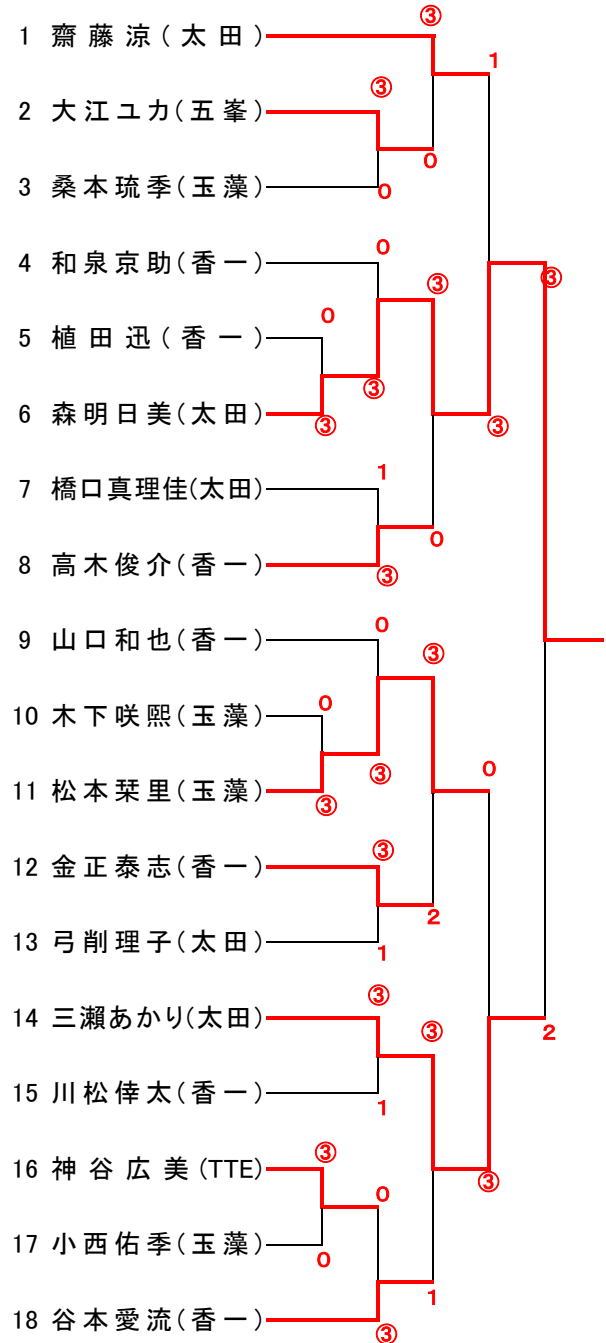 ③
1 齋藤涼(太田)
1
③
2 大江ユカ(五峯)
0
3 桑本琉季(玉藻)
0
0
4 和泉京助(香一)
③
③
0
5 植田迅(香一)
③
6 森明日美(太田)
③
③
1
7 橋口真理佳(太田)
0
8 高木俊介(香一)
③
0
9 山口和也(香一)
③
0
10 木下咲熙(玉藻)
0
③
11 松本栞里(玉藻)
③
③
12 金正泰志(香一)
2
13 弓削理子(太田)
1
③
14 三瀬あかり(太田)
③
2
15 川松倖太(香一)
1
③
16 神谷広美(TTE)
0
③
17 小西佑季(玉藻)
0
1
18 谷本愛流(香一)
③